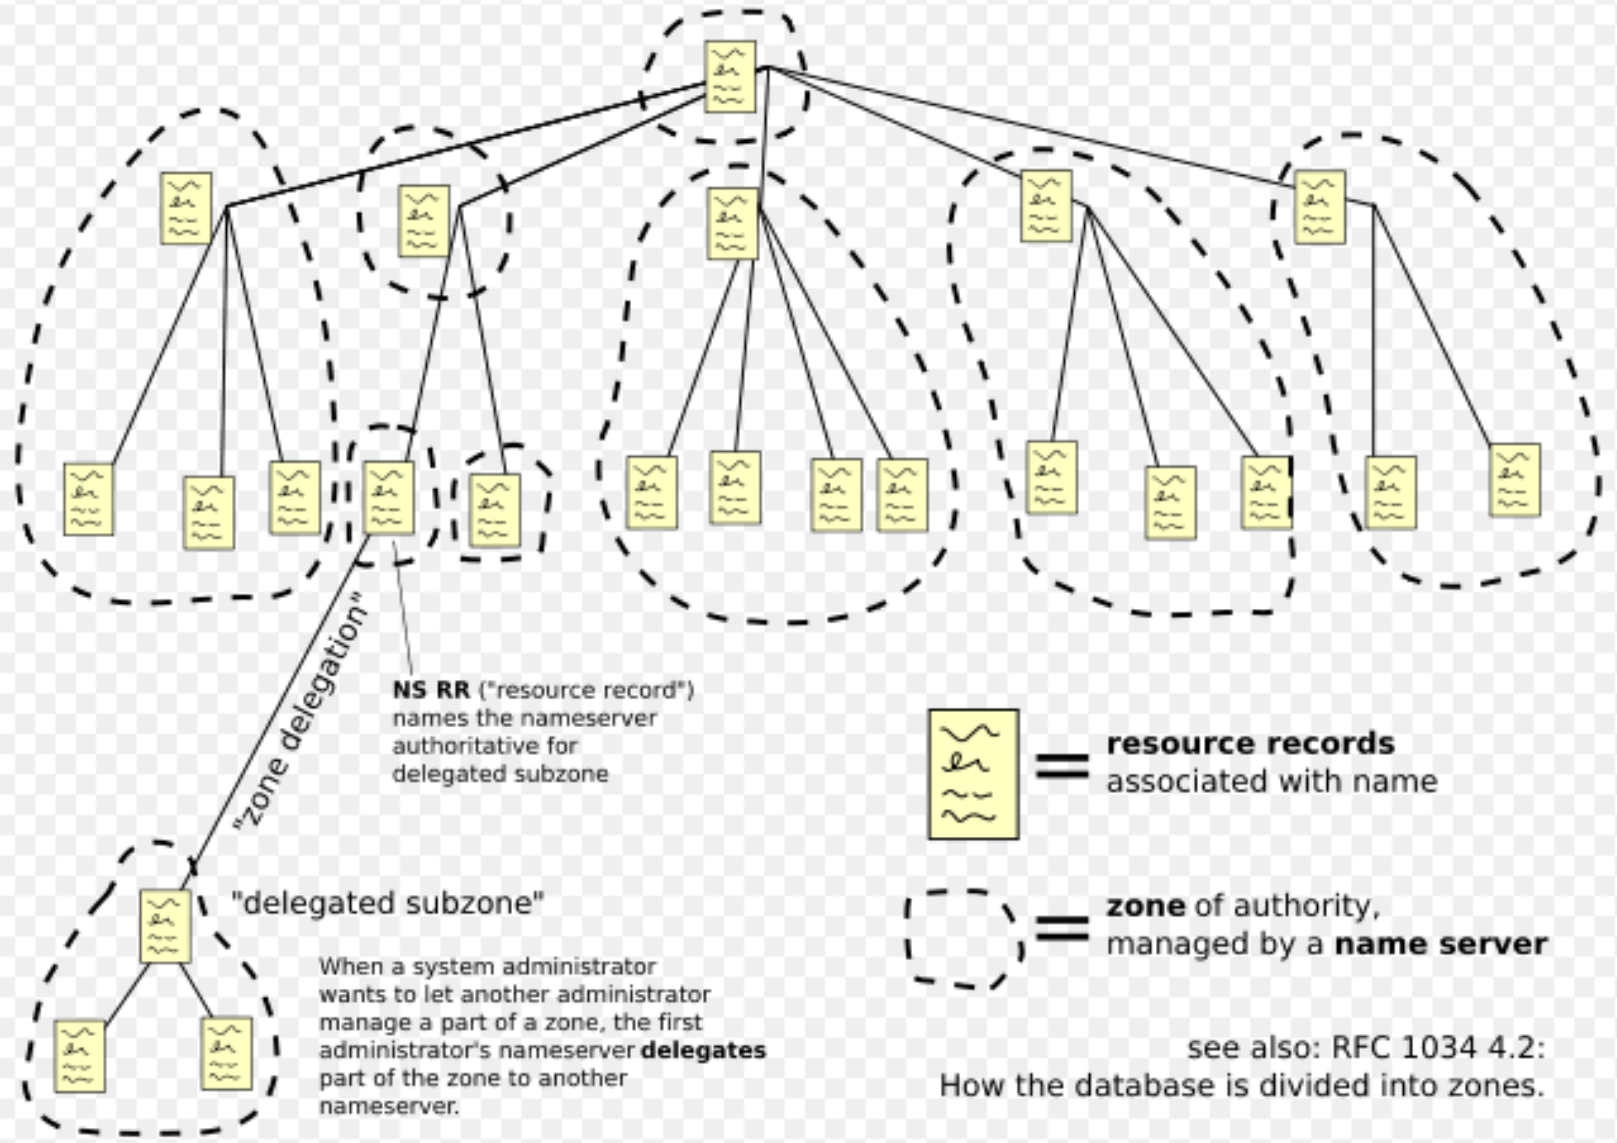 "zone delegation"
NS RR ("resource record")
names the nameserver
authoritative for
delegated subzone
resource records
associated with name
"delegated subzone"
zone of authority,
managed by a name server
When a system administrator
wants to let another administrator
manage a part of a zone, the first
administrator's nameserver delegates
part of the zone to another
nameserver.
see also: RFC 1034 4.2:
How the database is divided into zones.